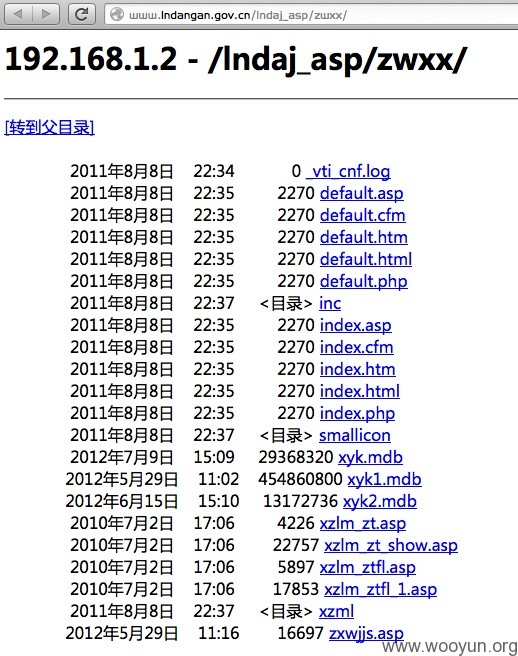 www.lndangan.gov.cn/lndaj_asp/zwxx/
192.168.1.2 - /lndaj_asp/zwxx/
[转到父目录]
2011年8月8日 22:34 0 _vti_cnf.log
2011年8月8日 22:35 2270 default.asp
2011年8月8日 22:35 2270 default.cfm
2011年8月8日 22:35 2270 default.htm
2011年8月8日 22:35 2270 default.html
2011年8月8日 22:35 2270 default.php
2011年8月8日 22:37 <目录> inc
2011年8月8日 22:35 2270 index.asp
2011年8月8日 22:35 2270 index.cfm
2011年8月8日 22:35 2270 index.htm
2011年8月8日 22:35 2270 index.html
2011年8月8日 22:35 2270 index.php
2011年8月8日 22:37 <目录> smallicon
2012年7月9日 15:09 29368320 xyk.mdb
2012年5月29日 11:02 454860800 xyk1.mdb
2012年6月15日 15:10 13172736 xyk2.mdb
2010年7月2日 17:06 4226 xzlm_zt.asp
2010年7月2日 17:06 22757 xzlm_zt_show.asp
2010年7月2日 17:06 5897 xzlm_ztfl.asp
2010年7月2日 17:06 17853 xzlm_ztfl_1.asp
2011年8月8日 22:37 <目录> xzml
2012年5月29日 11:16 16697 zxwjjs.asp
www.wooyun.org